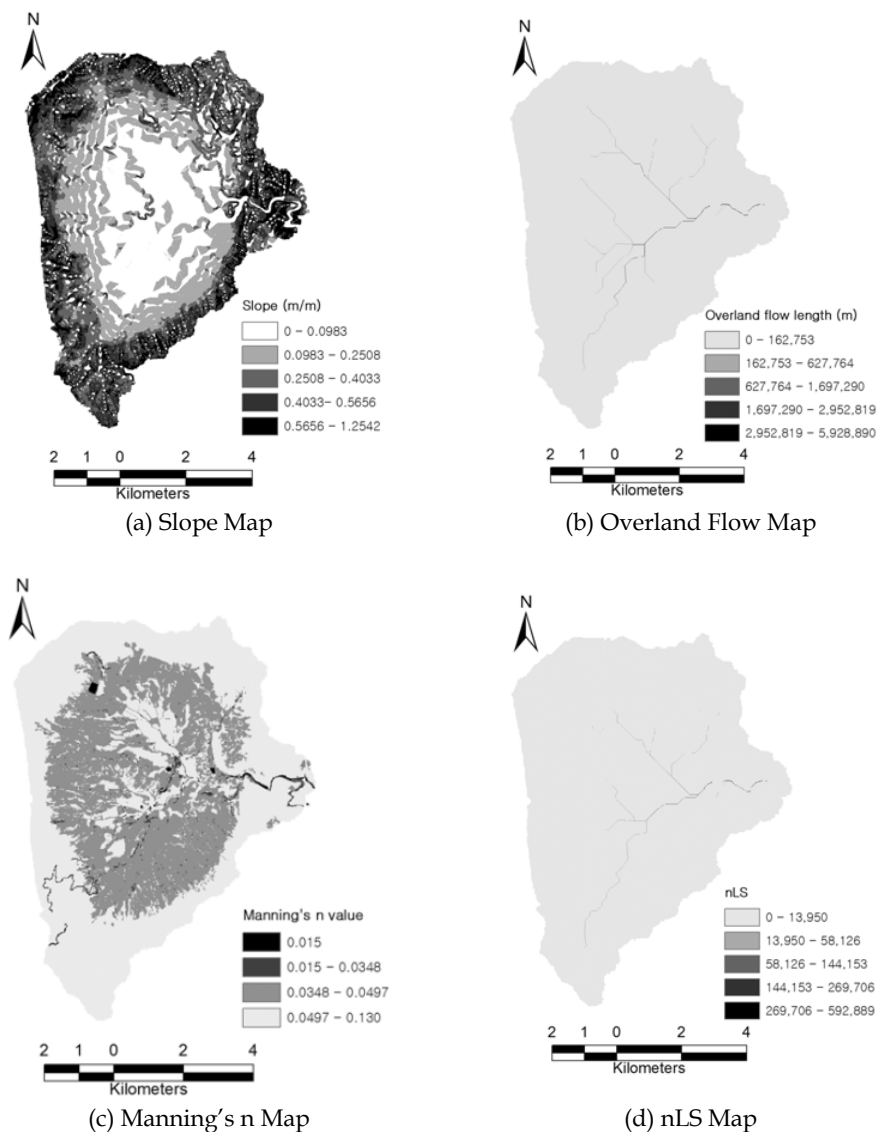 N
Slope (m/m)
0 - 0.0983
0.0983 - 0.2508
0.2508 - 0.4033
0.4033- 0.5656
0.5656 - 1.2542
2 1 0 2 4
Kilometers
(a) Slope Map
N
Overland flow length (m)
0 - 162,753
162,753 - 627,764
627,764 - 1,697,290
1,697,290 - 2,952,819
2,952,819 - 5,928,890
2 1 0 2 4
Kilometers
(b) Overland Flow Map
N
Manning's n value
0.015
0.015 - 0.0348
0.0348 - 0.0497
0.0497 - 0.130
2 1 0 2 4
Kilometers
(c) Manning's n Map
N
nLS
0 - 13,950
13,950 - 58,126
58,126 - 144,153
144,153 - 269,706
269,706 - 592,889
2 1 0 2 4
Kilometers
(d) nLS Map